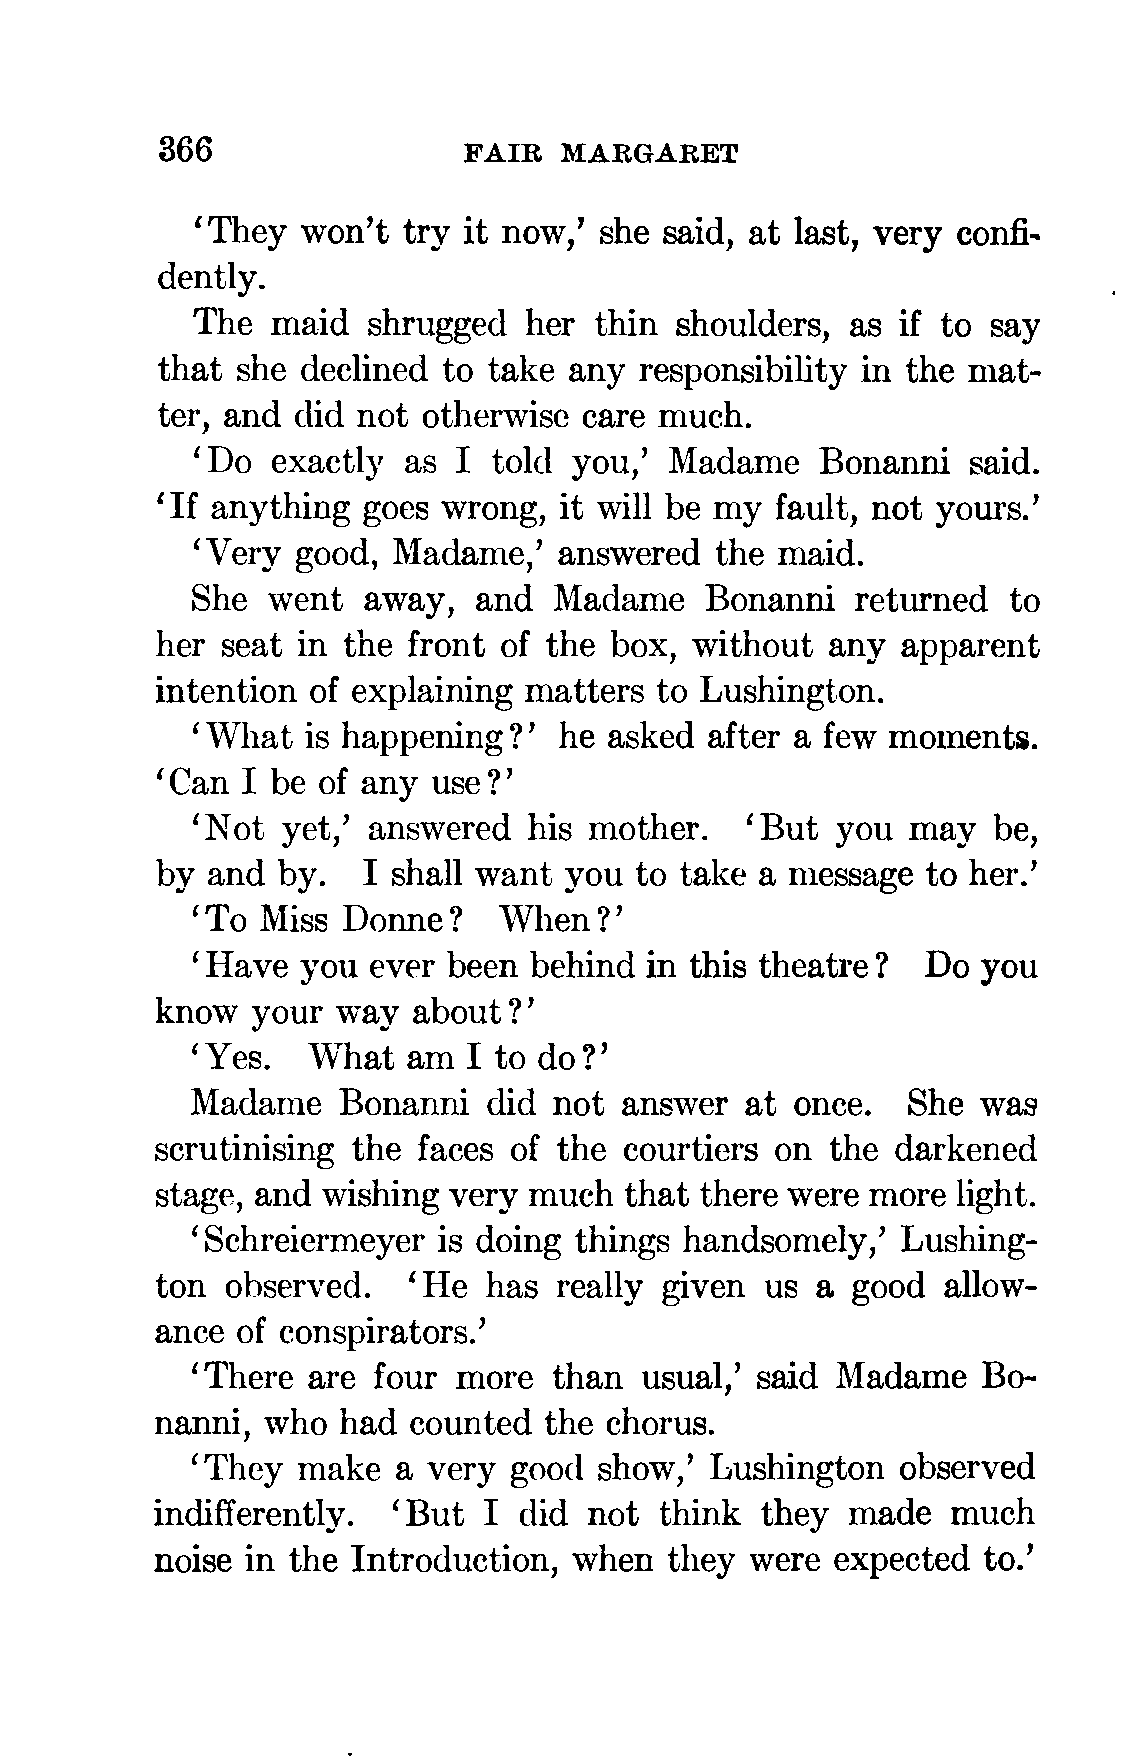 366 FAIR MARGARET
‘They won’t try it now,’ she said, at last, very confi-
dently.
The maid shrugged her thin shoulders, as if to say
that she declined to take any responsibility in the mat-
ter, and did not otherwise care much.
‘Do exactly as I told you,’ Madame Bonanni said.
‘If anything goes wrong, it will be my fault, not yours.’
‘Very good, Madame,’ answered the maid.
She went away, and Madame Bonanni returned to
her seat in the front of the box, without any apparent
intention of explaining matters to Lushington.
‘What is happening?’ he asked after a few moments.
‘Can I be of any use?’
‘Not yet,’ answered his mother. ‘But you may be,
by and by. I shall want you to take a message to her.’
‘To Miss Donne? When?’
‘Have you ever been behind in this theatre? Do you
know your way about?’
‘Yes. What am I to do?’
Madame Bonanni did not answer at once. She was
scrutinising the faces of the courtiers on the darkened
stage, and wishing very much that there were more light.
‘Schreiermeyer is doing things handsomely,’ Lushing-
ton observed. ‘He has really given us a good allow-
ance of conspirators.’
‘There are four more than usual,’ said Madame Bo-
nanni, who had counted the chorus.
‘They make a very good show,’ Lushington observed
indifferently. ‘But I did not think they made much
noise in the Introduction, when they were expected to.’